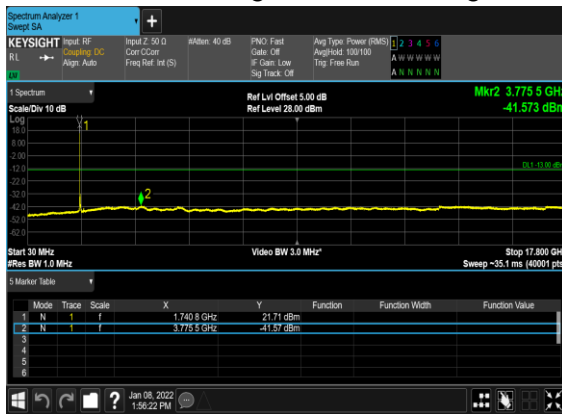 Spectrum Analyzer 1
Swept SA
+
KEYSIGHT Input: RF Input Z: 50 Ω #Atten: 40 dB PNO: Fast Avg Type: Power (RMS) 1 2 3 4 5 6
RL Coupling: DC Corr CCorr Gate: Off Avg|Hold: 100/100 A W W W W W
Align: Auto Freq Ref: Int (S) IF Gain: Low Trig: Free Run
Sig Track: Off A N N N N N
1 Spectrum Ref Lvl Offset 5.00 dB Mkr2 3.775 5 GHz
Scale/Div 10 dB Ref Level 28.00 dBm -41.573 dBm
Log
18.0
8.00
-2.00
-12.0
-22.0
-32.0
-42.0
-52.0
-62.0
1
2
DL1 -13.00 dBm
Start 30 MHz Video BW 3.0 MHz* Stop 17.800 GHz
#Res BW 1.0 MHz Sweep ~35.1 ms (40001 pts)
5 Marker Table
Mode Trace Scale X Y Function Function Width Function Value
1 N 1 f 1.740 8 GHz 21.71 dBm
2 N 1 f 3.775 5 GHz -41.57 dBm
3
4
5
6
? Jan 08, 2022
1:56:22 PM